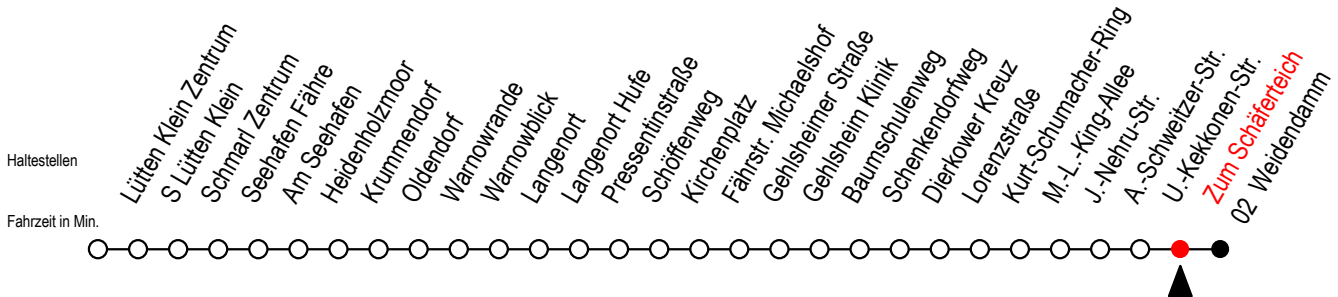 Haltestellen
Fahrzeit in Min.
Lütten Klein Zentrum
S Lütten Klein
Schmarl Zentrum
Seehafen Fähre
Am Seehafen
Heidenholzmoor
Krummendorf
Oldendorf
Warnowrande
Warnowblick
Langenort
Langenort Hufe
Pressentinstraße
Schöffenweg
Kirchenplatz
Fährstr. Michaelshof
Gehlsheimer Straße
Gehlsheim Klinik
Baumschulenweg
Schenkendorfweg
Dierkower Kreuz
Lorenzstraße
Kurt-Schumacher-Ring
M.-L.-King-Allee
J.-Nehru-Str.
A.-Schweitzer-Str.
U.-Kekkonen-Str.
Zum Schäferteich
02 Weidendamm